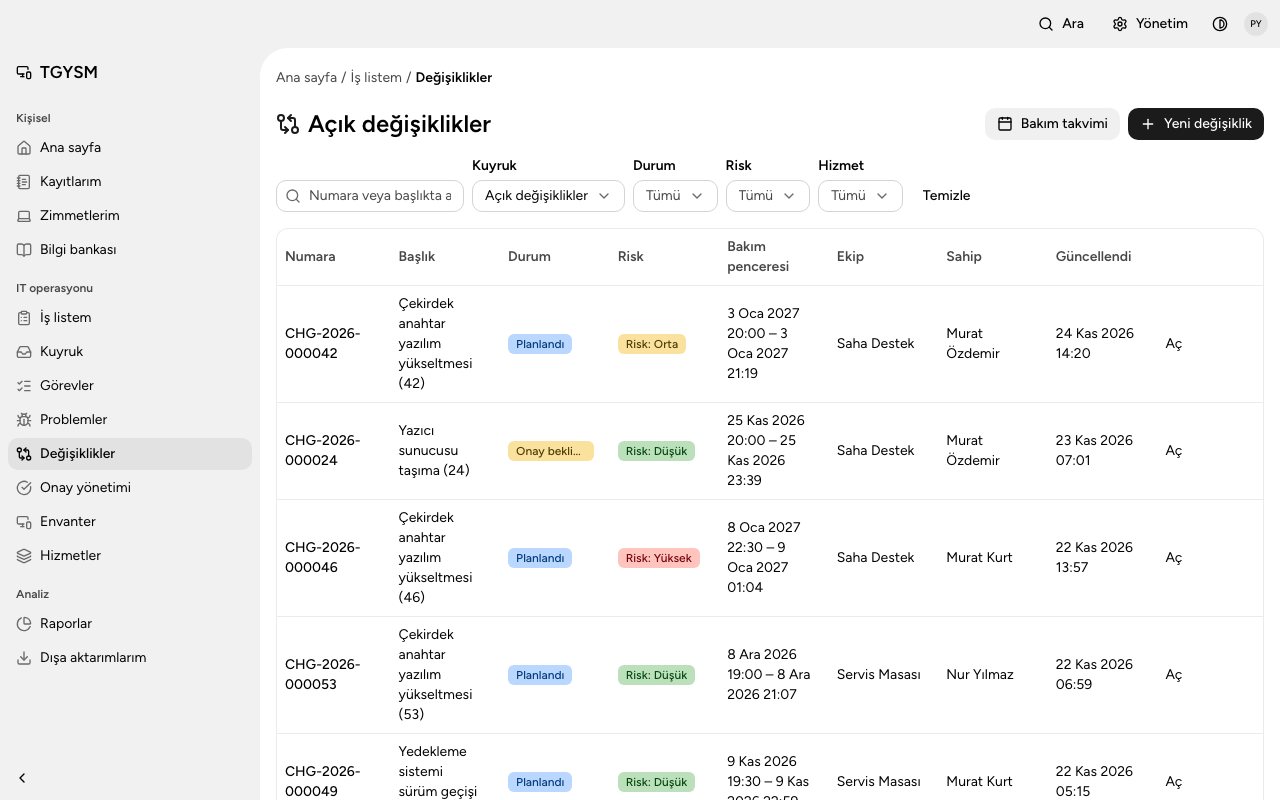 Ara
Yönetim
PY
TGYSM
Kişisel
Ana sayfa
Kayıtlarım
Zimmetlerim
Bilgi bankası
IT operasyonu
İş listem
Kuyruk
Görevler
Problemler
Değişiklikler
Onay yönetimi
Envanter
Hizmetler
Analiz
Raporlar
Dışa aktarımlarım
Ana sayfa / İş listem / Değişiklikler
Açık değişiklikler
Bakım takvimi
Yeni değişiklik
Kuyruk
Durum
Risk
Hizmet
Numara veya başlıkta a
Açık değişiklikler
Tümü
Tümü
Tümü
Temizle
Numara
Başlık
Durum
Risk
Bakım
penceresi
Ekip
Sahip
Güncellendi
CHG-2026-
000042
Çekirdek
anahtar
yazılım
yükseltmesi
(42)
Planlandı
Risk: Orta
3 Oca 2027
20:00 – 3
Oca 2027
21:19
Saha Destek
Murat
Özdemir
24 Kas 2026
14:20
Aç
CHG-2026-
000024
Yazıcı
sunucusu
taşıma (24)
Onay bekli...
Risk: Düşük
25 Kas 2026
20:00 – 25
Kas 2026
23:39
Saha Destek
Murat
Özdemir
23 Kas 2026
07:01
Aç
CHG-2026-
000046
Çekirdek
anahtar
yazılım
yükseltmesi
(46)
Planlandı
Risk: Yüksek
8 Oca 2027
22:30 – 9
Oca 2027
01:04
Saha Destek
Murat Kurt
22 Kas 2026
13:57
Aç
CHG-2026-
000053
Çekirdek
anahtar
yazılım
yükseltmesi
(53)
Planlandı
Risk: Düşük
8 Ara 2026
19:00 – 8 Ara
2026 21:07
Servis Masası
Nur Yılmaz
22 Kas 2026
06:59
Aç
CHG-2026-
000049
Yedekleme
sistemi
sürüm geçişi
Planlandı
Risk: Düşük
9 Kas 2026
19:30 – 9 Kas
2026 22:59
Servis Masası
Murat Kurt
22 Kas 2026
05:15
Aç